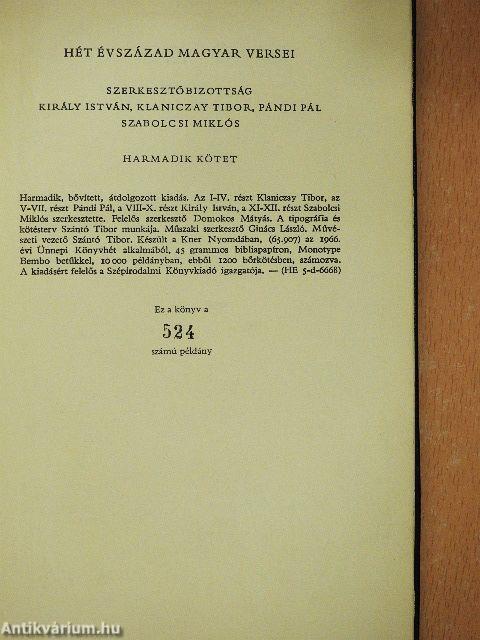 HÉT ÉVSZÁZAD MAGYAR VERSEI
SZERKESZTŐBIZOTTSÁG
KIRÁLY ISTVÁN, KLANICZAY TIBOR, PÁNDI PÁL
SZABOLCSI MIKLÓS
HARMADIK KÖTET
Harmadik, bővített, átdolgozott kiadás. Az I-IV. részt Klaniczay Tibor, az
V-VII. részt Pándi Pál, a VIII-X. részt Király István, a XI-XII. részt Szabolcsi
Miklós szerkesztette. Felelős szerkesztő Domokos Mátyás. A tipográfia és
kötésterv Szántó Tibor munkája. Műszaki szerkesztő Ginács László. Művé-
szeti vezető Szántó Tibor. Készült a Kner Nyomdában, (65.907) az 1966.
évi Ünnepi Könyvhét alkalmából, 45 grammos bibliapapíron, Monotype
Bembo betűkkel, 10 000 példányban, ebből 1200 bőrkötésben, számozva.
A kiadásért felelős a Szépirodalmi Könyvkiadó igazgatója. — (HE 5-d-6668)
Ez a könyv a
524
számú példány
Antikvárium.hu